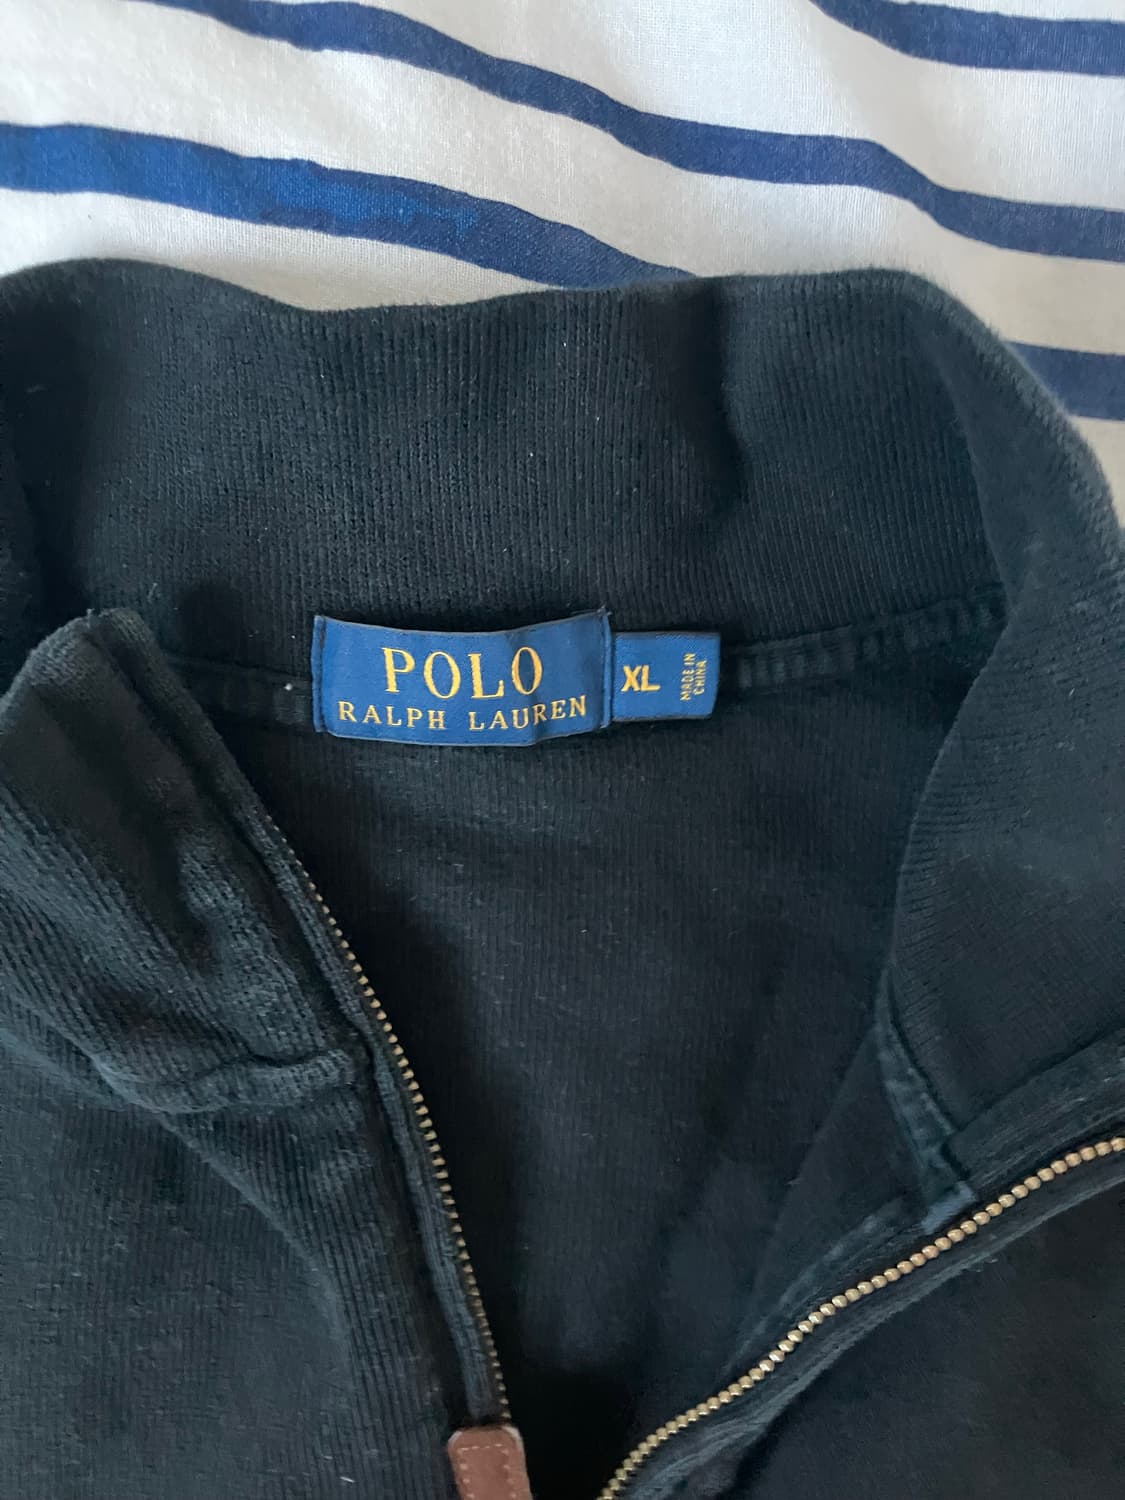 POLO
RALPH LAUREN
XL
MADE IN
CHINA